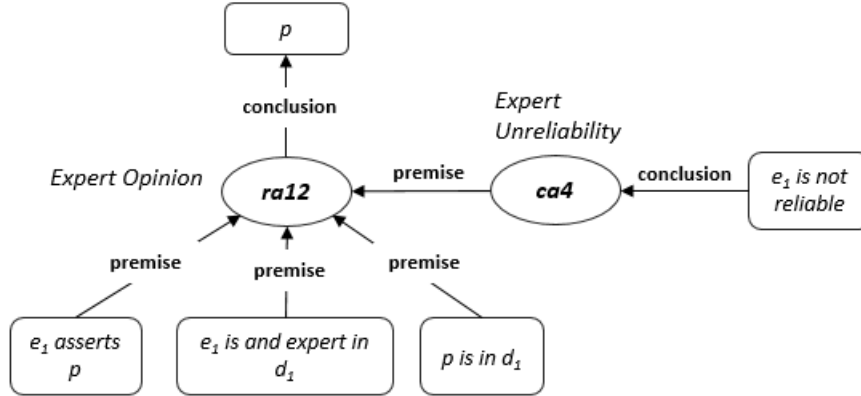 p
conclusion
Expert
Unreliability
Expert Opinion
ra12
premise
ca4
conclusion
e₁ is not
reliable
premise
premise
premise
e₁ asserts
p
e₁ is and expert in
d₁
p is in d₁